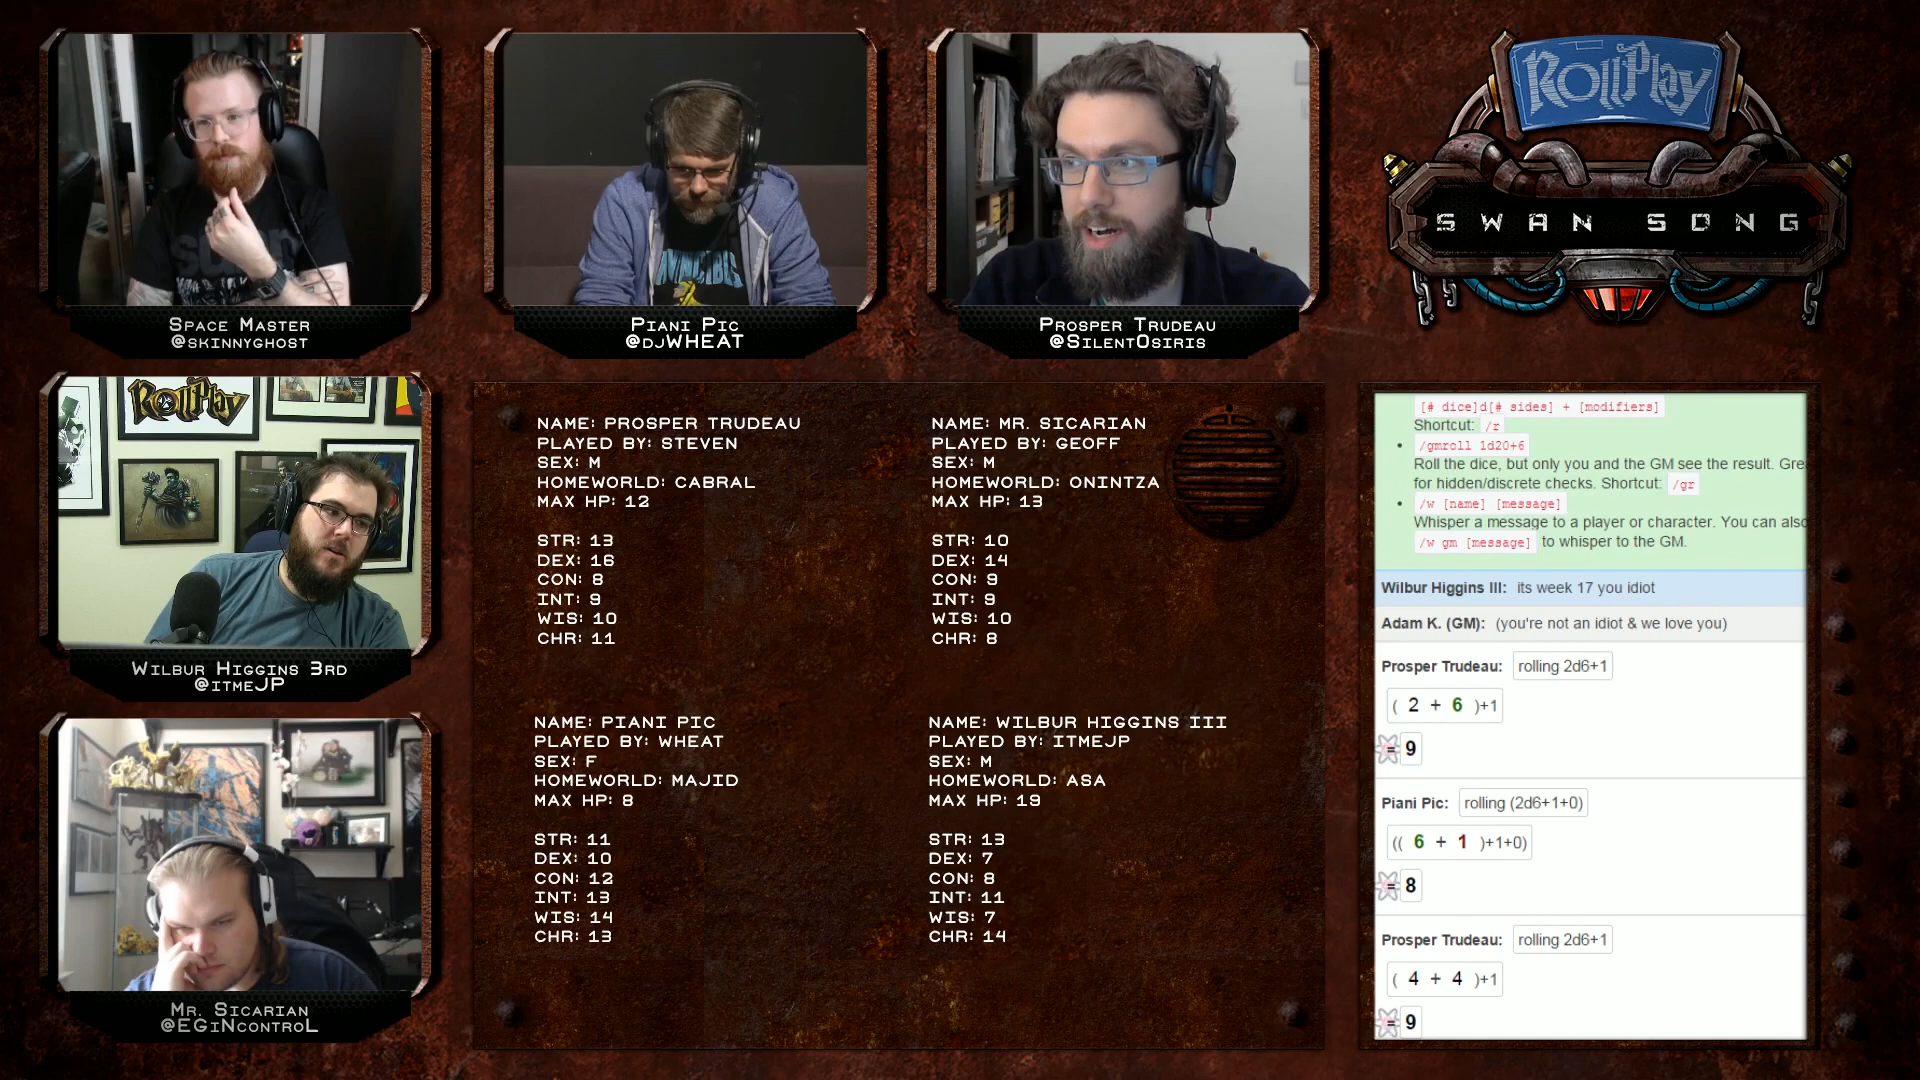 SPACE MASTER
@SKINNYGHOST
PIANI PIC
@DJWHEAT
INVINCIBLE
PROSPER TRUDEAU
@SILENTOSIRIS
ROLLPLAY
SWAN SONG
ROLLPLAY
WILBUR HIGGINS 3RD
@ITMEJP
MR. SICARIAN
@EGINCONTROL
NAME: PROSPER TRUDEAU
PLAYED BY: STEVEN
SEX: M
HOMEWORLD: CABRAL
MAX HP: 12
STR: 13
DEX: 16
CON: 8
INT: 9
WIS: 10
CHR: 11
NAME: MR. SICARIAN
PLAYED BY: GEOFF
SEX: M
HOMEWORLD: ONINTZA
MAX HP: 13
STR: 10
DEX: 14
CON: 9
INT: 9
WIS: 10
CHR: 8
NAME: PIANI PIC
PLAYED BY: WHEAT
SEX: F
HOMEWORLD: MAJID
MAX HP: 8
STR: 11
DEX: 10
CON: 12
INT: 13
WIS: 14
CHR: 13
NAME: WILBUR HIGGINS III
PLAYED BY: ITMEJP
SEX: M
HOMEWORLD: ASA
MAX HP: 19
STR: 13
DEX: 7
CON: 8
INT: 11
WIS: 7
CHR: 14
[# dice]d[# sides] + [modifiers]
Shortcut: /r
• /gmroll 1d20+6
Roll the dice, but only you and the GM see the result. Gre
for hidden/discrete checks. Shortcut: /gr
• /w [name] [message]
Whisper a message to a player or character. You can also
/w gm [message] to whisper to the GM.
Wilbur Higgins III: its week 17 you idiot
Adam K. (GM): (you're not an idiot & we love you)
Prosper Trudeau: rolling 2d6+1
( 2 + 6 )+1
= 9
Piani Pic: rolling (2d6+1+0)
(( 6 + 1 )+1+0)
= 8
Prosper Trudeau: rolling 2d6+1
( 4 + 4 )+1
= 9